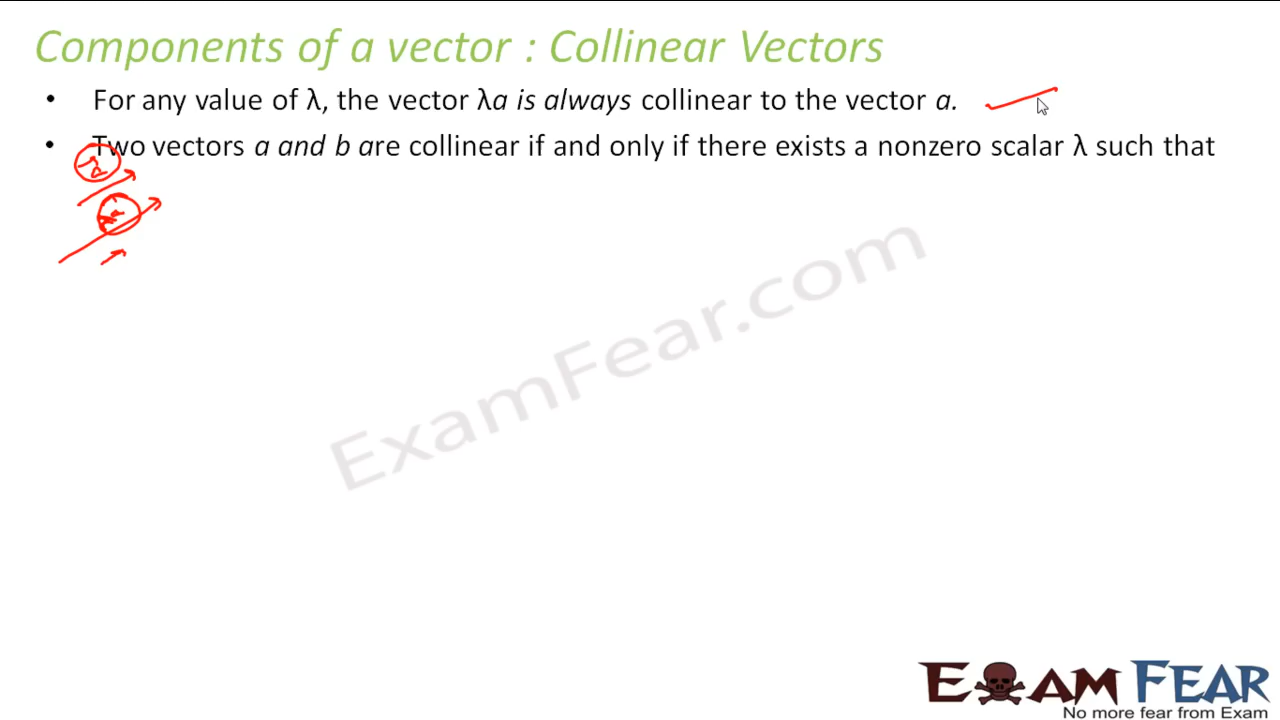 Components of a vector : Collinear Vectors
• For any value of λ, the vector λa is always collinear to the vector a.
• Two vectors a and b are collinear if and only if there exists a nonzero scalar λ such that
ExamFear.com
EXAM FEAR
No more fear from Exam